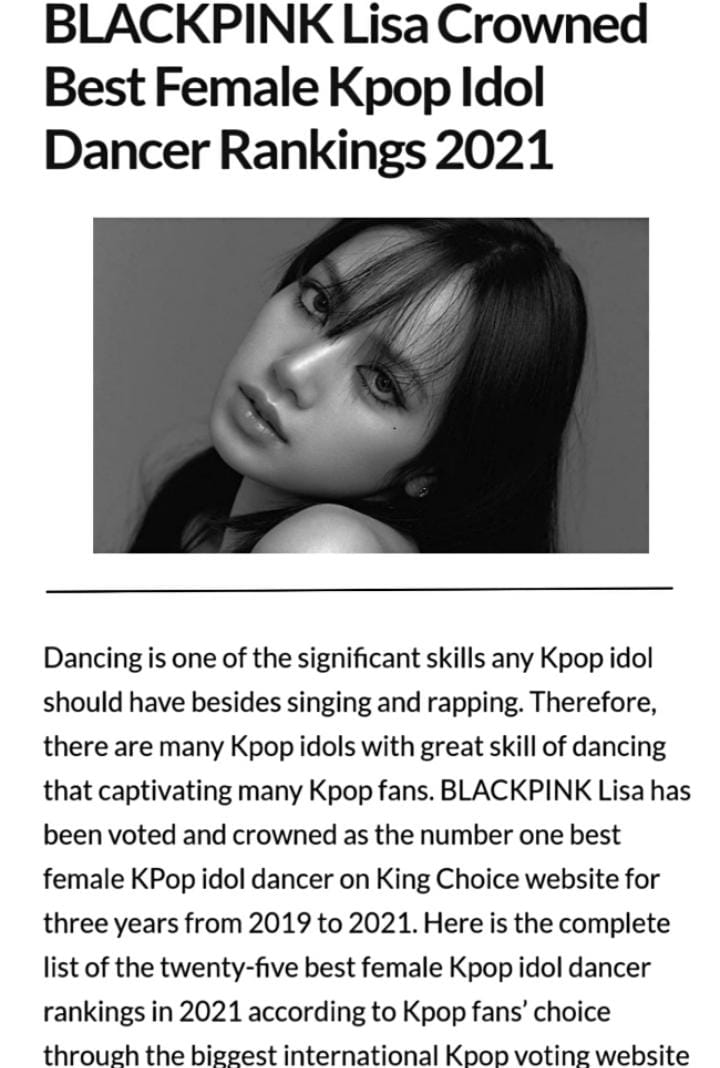 BLACKPINK Lisa Crowned
Best Female Kpop Idol
Dancer Rankings 2021
Dancing is one of the significant skills any Kpop idol
should have besides singing and rapping. Therefore,
there are many Kpop idols with great skill of dancing
that captivating many Kpop fans. BLACKPINK Lisa has
been voted and crowned as the number one best
female KPop idol dancer on King Choice website for
three years from 2019 to 2021. Here is the complete
list of the twenty-five best female Kpop idol dancer
rankings in 2021 according to Kpop fans’ choice
through the biggest international Kpop voting website